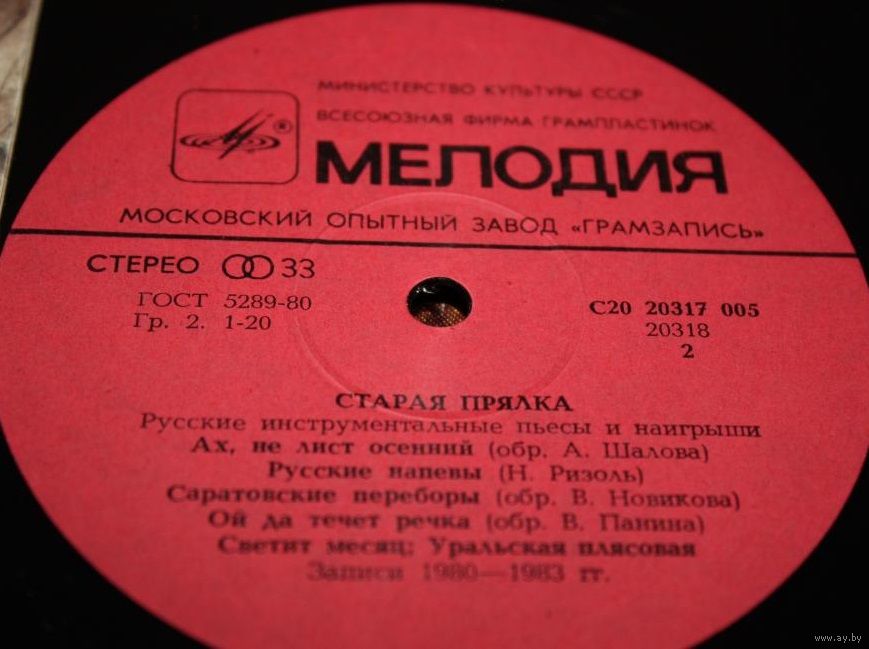 МИНИСТЕРСТВО КУЛЬТУРЫ СССР
ВСЕСОЮЗНАЯ ФИРМА ГРАМПЛАСТИНОК
®
МЕЛОДИЯ
МОСКОВСКИЙ ОПЫТНЫЙ ЗАВОД «ГРАМЗАПИСЬ»
СТЕРЕО 33
ГОСТ 5289-80
Гр. 2. 1-20
С20 20317 005
20318
2
СТАРАЯ ПРЯЛКА
Русские инструментальные пьесы и наигрыши
Ах, не лист осенний (обр. А. Шалова)
Русские напевы (Н. Ризоль)
Саратовские переборы (обр. В. Новикова)
Ой да течет речка (обр. В. Панина)
Светит месяц; Уральская плясовая
Записи 1980—1983 гг.
www.ay.by